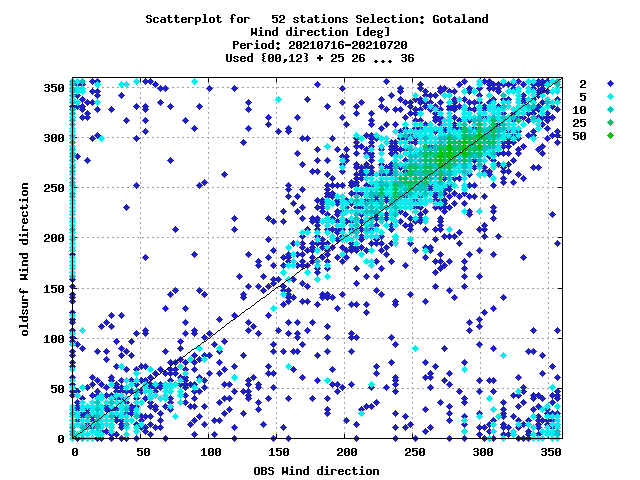 Scatterplot for   52 stations Selection: Gotaland
Wind direction [deg]
Period: 20210716-20210720
Used {00,12} + 25 26 ... 36
2
5
10
25
50
350
300
250
200
150
100
50
0
oldsurf Wind direction
0 50 100 150 200 250 300 350
OBS Wind direction